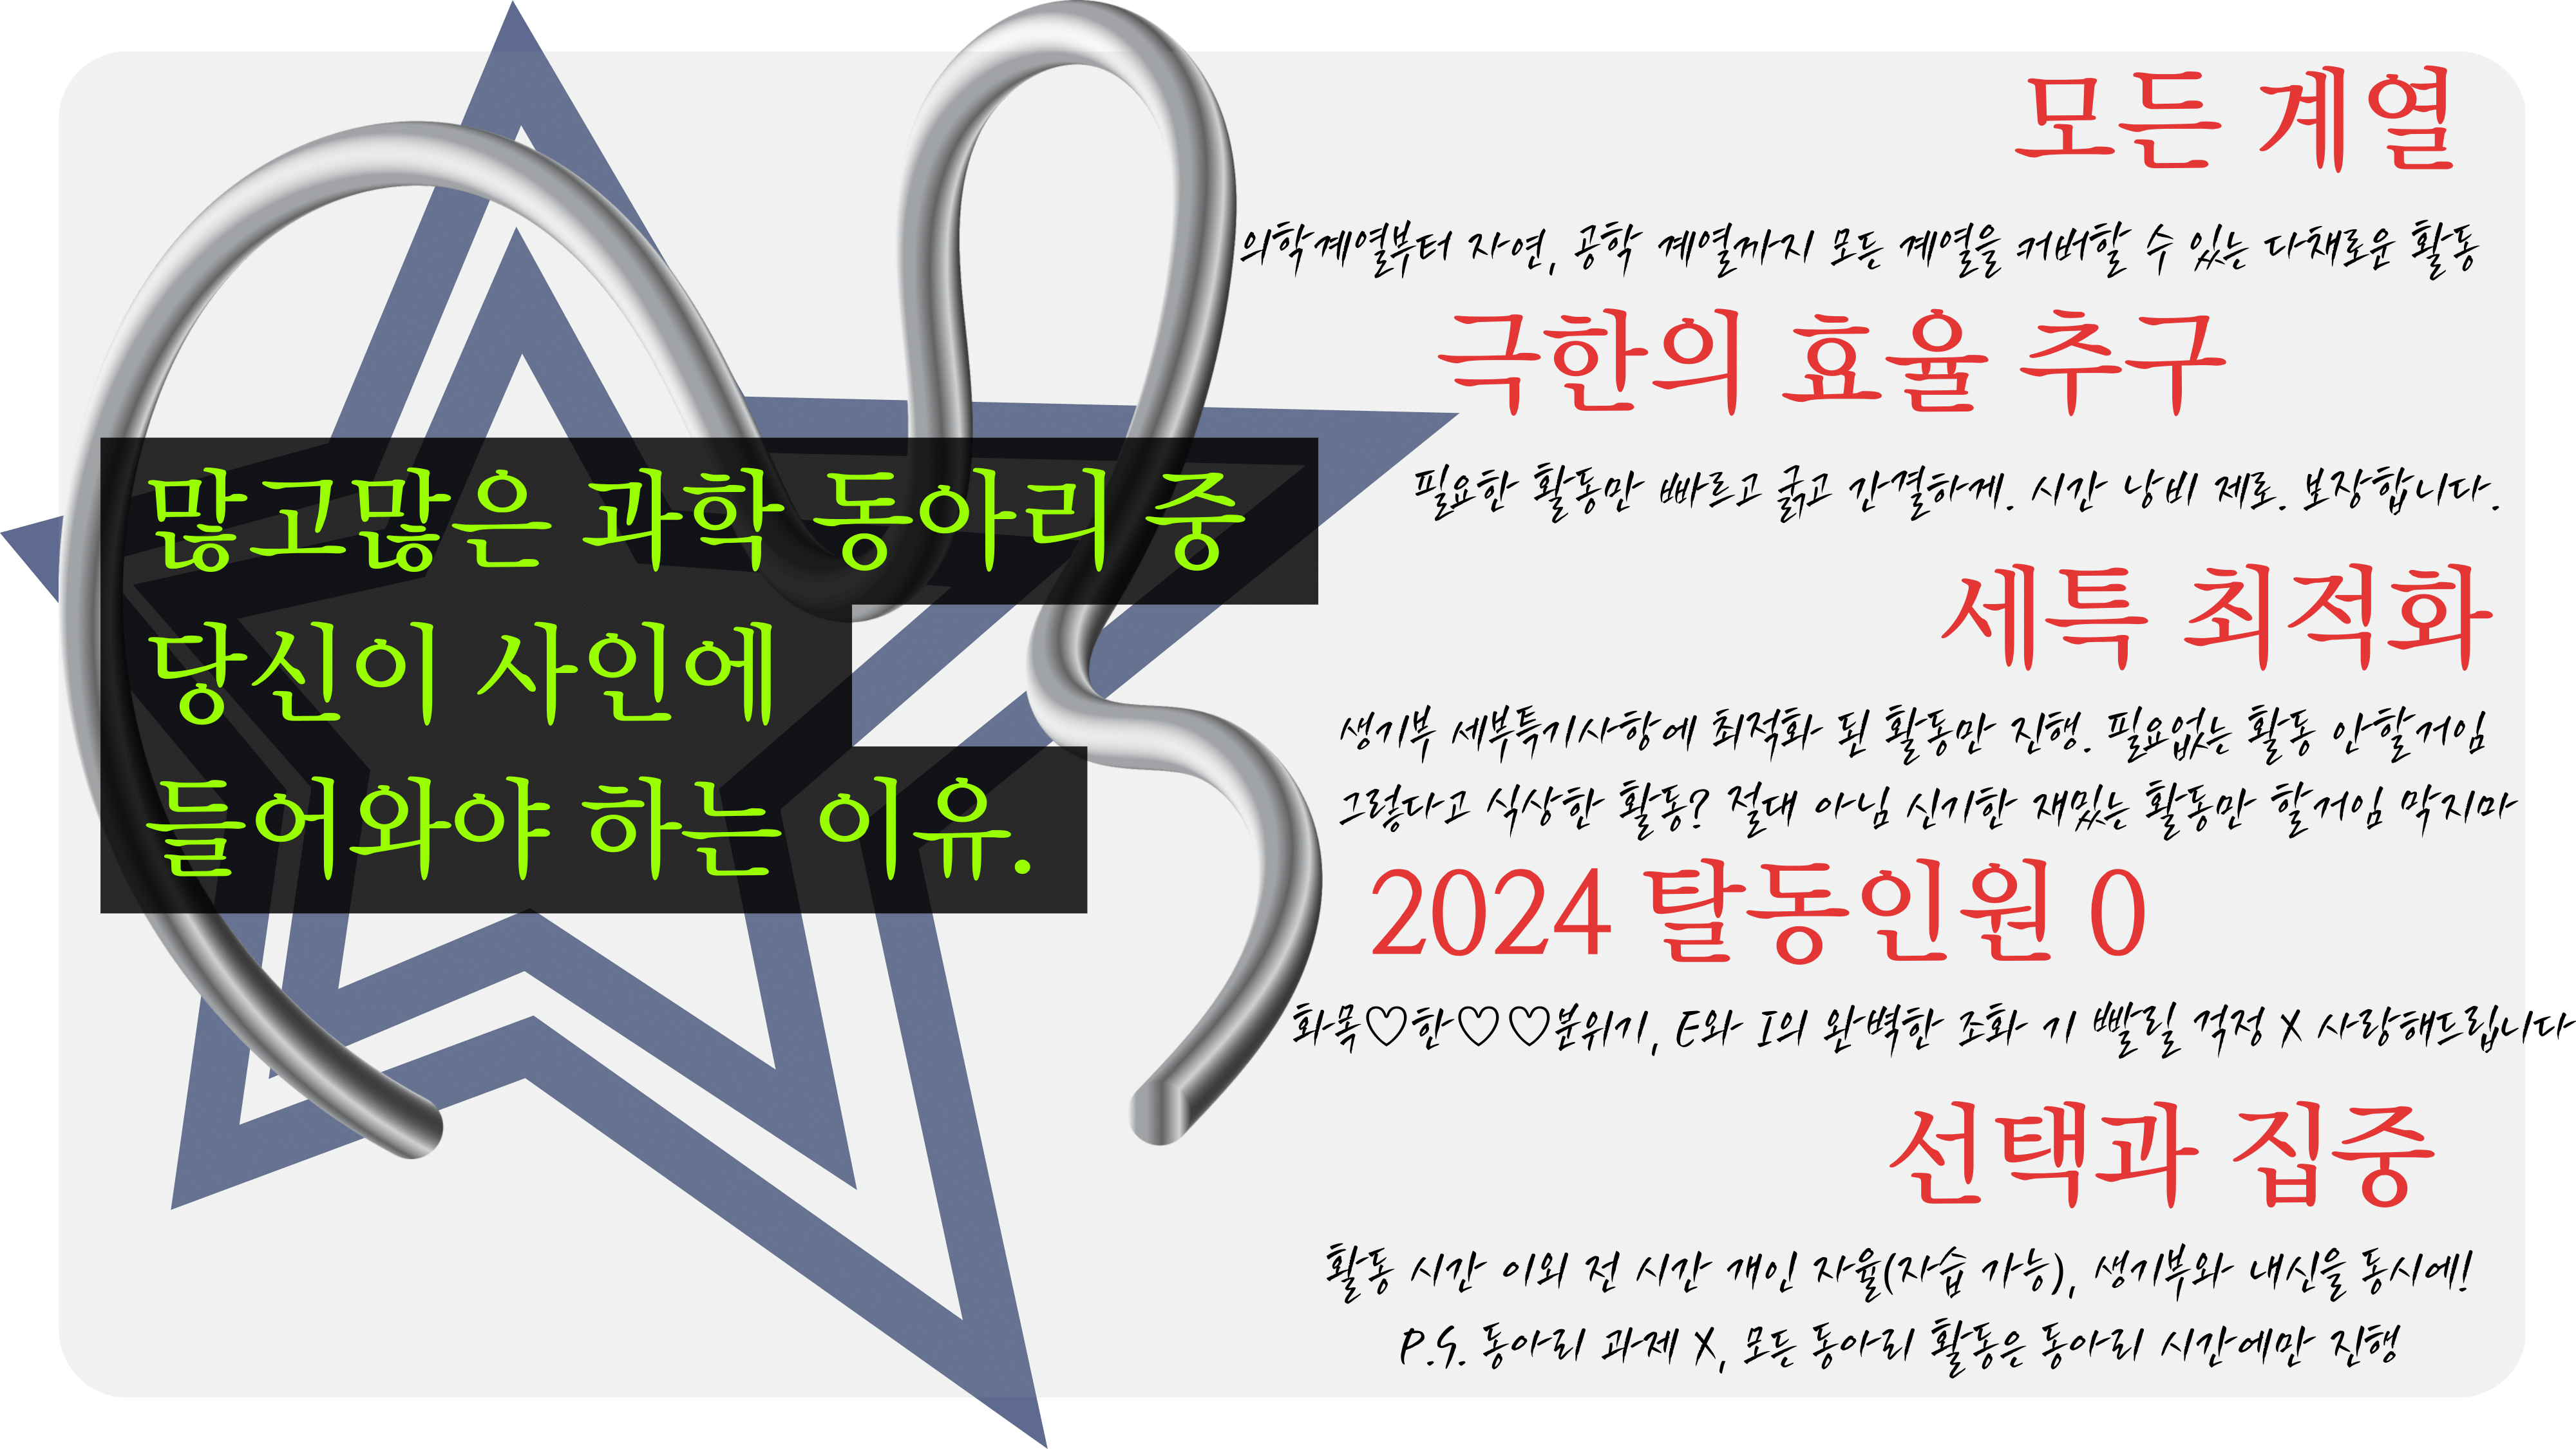 많고많은 과학 동아리 중
당신이 사인에
들어와야 하는 이유.
모든 계열
의학계열부터 자연, 공학 계열까지 모든 계열을 커버할 수 있는 다채로운 활동
극한의 효율 추구
필요한 활동만 빠르고 굵고 간결하게. 시간 낭비 제로. 보장합니다.
세특 최적화
생기부 세부특기사항에 최적화 된 활동만 진행. 필요없는 활동 안할거임
그렇다고 식상한 활동? 절대 아님 신기한 재밌는 활동만 할거임 막지마
2024 탈동인원 0
화목♡한♡♡분위기, E와 I의 완벽한 조화 기 빨릴 걱정 X 사랑해드립니다
선택과 집중
활동 시간 이외 전 시간 개인 자율(자습 가능), 생기부와 내신을 동시에!
P.S. 동아리 과제 X, 모든 동아리 활동은 동아리 시간에만 진행